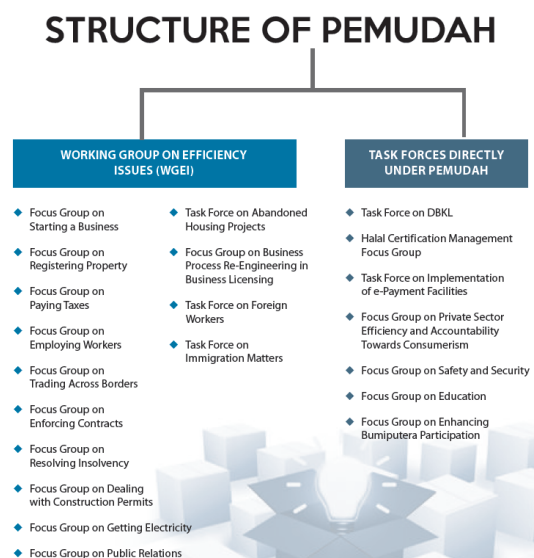 STRUCTURE OF PEMUDAH
WORKING GROUP ON EFFICIENCY
ISSUES (WGEI)
Focus Group on
Starting a Business
Focus Group on
Registering Property
Focus Group on
Paying Taxes
Focus Group on
Employing Workers
Focus Group on
Trading Across Borders
Focus Group on
Enforcing Contracts
Focus Group on
Resolving Insolvency
Focus Group on Dealing
with Construction Permits
Focus Group on Getting Electricity
Focus Group on Public Relations
Task Force on Abandoned
Housing Projects
Focus Group on Business
Process Re-Engineering in
Business Licensing
Task Force on Foreign
Workers
Task Force on
Immigration Matters
TASK FORCES DIRECTLY
UNDER PEMUDAH
Task Force on DBKL
Halal Certification Management
Focus Group
Task Force on Implementation
of e-Payment Facilities
Focus Group on Private Sector
Efficiency and Accountability
Towards Consumerism
Focus Group on Safety and Security
Focus Group on Education
Focus Group on Enhancing
Bumiputera Participation